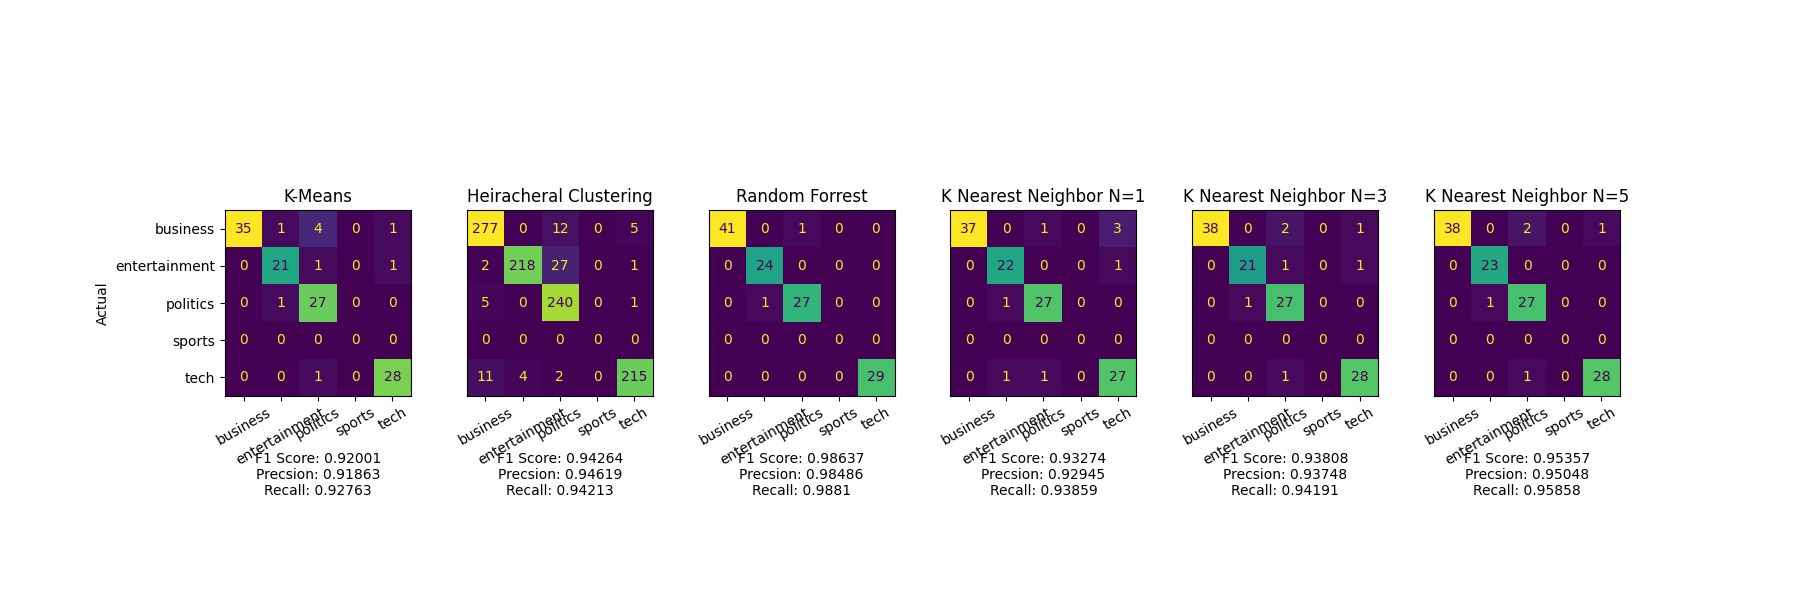 K-Means
Heiracheral Clustering
Random Forrest
K Nearest Neighbor N=1
K Nearest Neighbor N=3
K Nearest Neighbor N=5
Actual
business 35 1 4 0 1 277 0 12 0 5 41 0 1 0 0 37 0 1 0 3 38 0 2 0 1 38 0 2 0 1
entertainment 0 21 1 0 1 2 218 27 0 1 0 24 0 0 0 0 22 0 0 1 0 21 1 0 1 0 23 0 0 0
politics 0 1 27 0 0 5 0 240 0 1 0 1 27 0 0 0 1 27 0 0 0 1 27 0 0 0 1 27 0 0
sports 0 0 0 0 0 0 0 0 0 0 0 0 0 0 0 0 0 0 0 0 0 0 0 0 0 0 0 0 0 0
tech 0 0 1 0 28 11 4 2 0 215 0 0 0 0 29 0 1 1 0 27 0 0 1 0 28 0 0 1 0 28
business entertainment politics sports tech
business entertainment politics sports tech
business entertainment politics sports tech
business entertainment politics sports tech
business entertainment politics sports tech
business entertainment politics sports tech
F1 Score: 0.92001
Precsion: 0.91863
Recall: 0.92763
F1 Score: 0.94264
Precsion: 0.94619
Recall: 0.94213
F1 Score: 0.98637
Precsion: 0.98486
Recall: 0.9881
F1 Score: 0.93274
Precsion: 0.92945
Recall: 0.93859
F1 Score: 0.93808
Precsion: 0.93748
Recall: 0.94191
F1 Score: 0.95357
Precsion: 0.95048
Recall: 0.95858